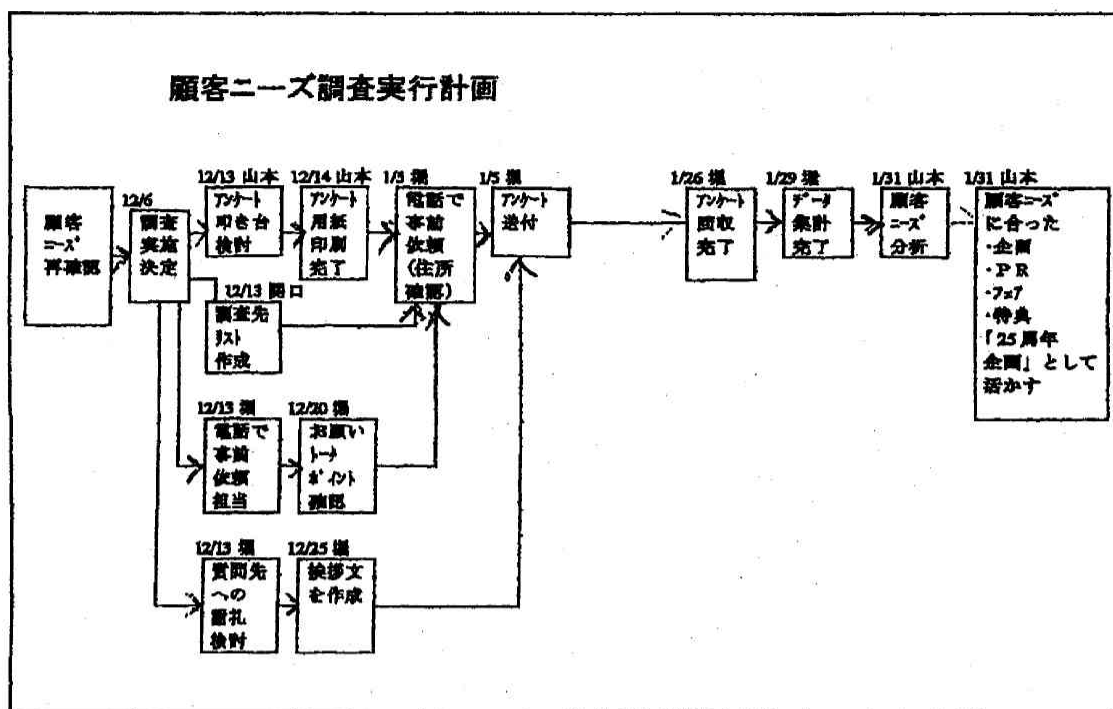 顧客ニーズ調査実行計画
顧客
ニーズ
再確認
12/6
調査
実施
決定
12/13 山本
アンケート
叩き台
検討
12/14 山本
アンケート
用紙
印刷
完了
1/3 堀
電話で
事前
依頼
(住所
確認)
1/5 堀
アンケート
送付
1/26 堀
アンケート
回収
完了
1/29 堀
データ
集計
完了
1/31 山本
顧客
ニーズ
分析
1/31 山本
顧客ニーズ
に合った
・企画
・PR
・フェア
・特典
「25周年
企画」として
活かす
12/13 関口
調査先
リスト
作成
12/13 堀
電話で
事前
依頼
担当
12/20 堀
お願い
トーク
ポイント
確認
12/13 堀
質問先
への
謝礼
検討
12/25 堀
挨拶文
を作成